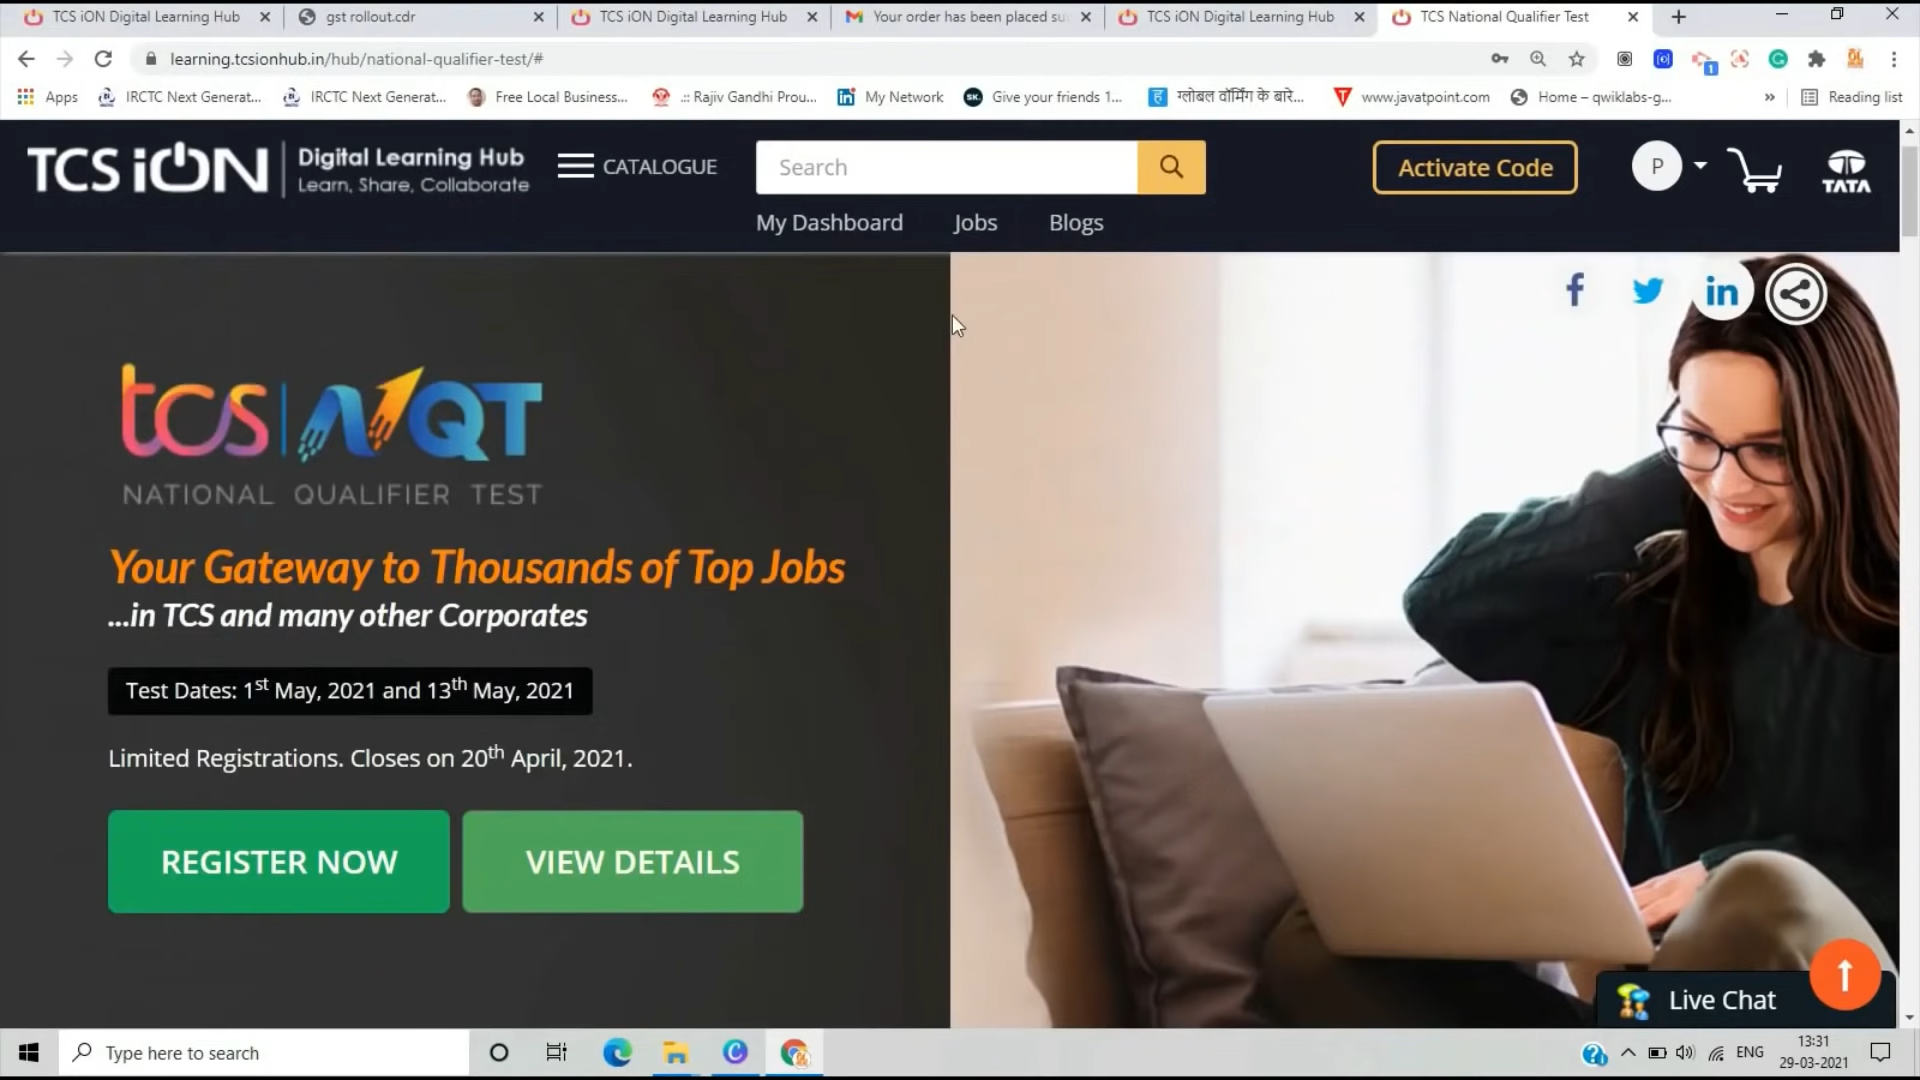 TCS iON Digital Learning Hub
gst rollout.cdr
TCS iON Digital Learning Hub
Your order has been placed su
TCS iON Digital Learning Hub
TCS National Qualifier Test
learning.tcsionhub.in/hub/national-qualifier-test/#
1
Apps
IRCTC Next Generat...
IRCTC Next Generat...
Free Local Business...
.:: Rajiv Gandhi Prou...
My Network
SK.
Give your friends 1...
ह
ग्लोबल वॉर्मिंग के बारे...
www.javatpoint.com
Home – qwiklabs-g...
»
Reading list
TCS iON
Digital Learning Hub
Learn, Share, Collaborate
CATALOGUE
Search
Activate Code
P
TATA
My Dashboard
Jobs
Blogs
f
in
tcs | NQT
NATIONAL QUALIFIER TEST
Your Gateway to Thousands of Top Jobs
...in TCS and many other Corporates
Test Dates: 1st May, 2021 and 13th May, 2021
Limited Registrations. Closes on 20th April, 2021.
REGISTER NOW
VIEW DETAILS
Live Chat
Type here to search
ENG
13:31
29-03-2021